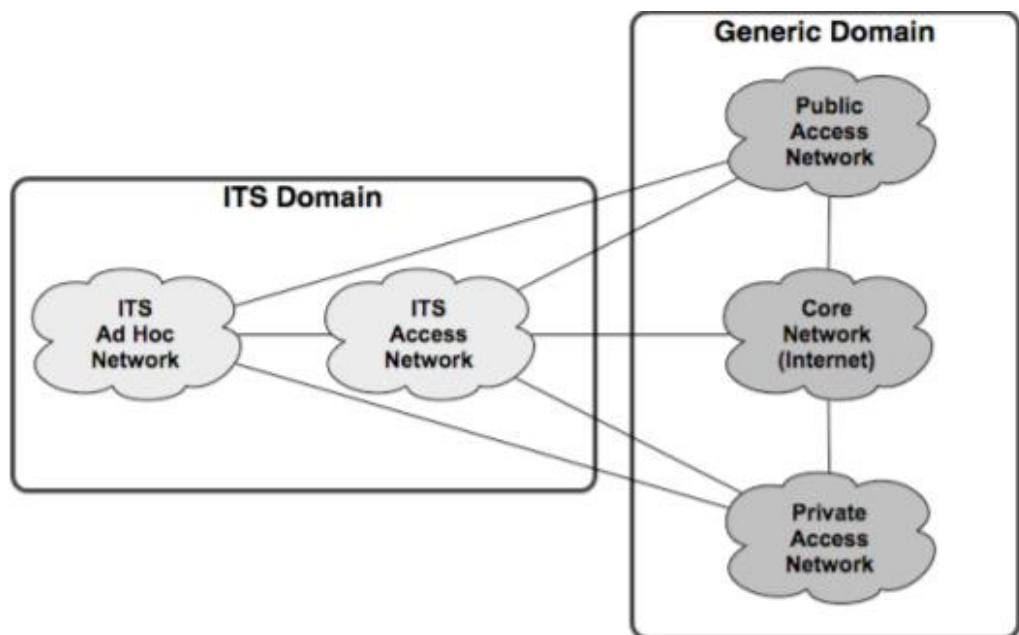 Generic Domain
Public
Access
Network
ITS Domain
ITS
Ad Hoc
Network
ITS
Access
Network
Core
Network
(Internet)
Private
Access
Network